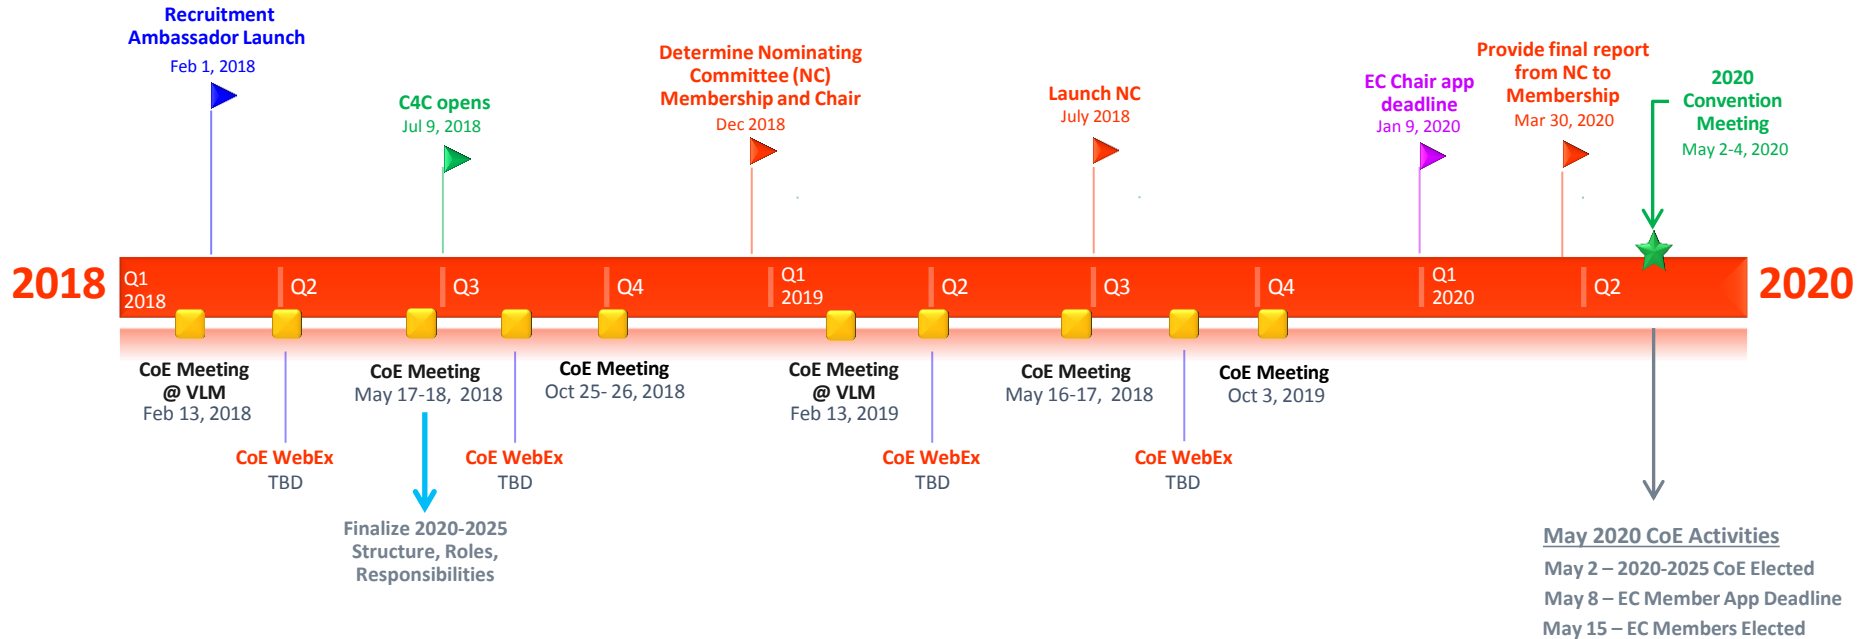 Recruitment
Ambassador Launch
Feb 1, 2018
C4C opens
Jul 9, 2018
Determine Nominating
Committee (NC)
Membership and Chair
Dec 2018
Launch NC
July 2018
EC Chair app
deadline
Jan 9, 2020
Provide final report
from NC to
Membership
Mar 30, 2020
2020
Convention
Meeting
May 2-4, 2020
2018
Q1
2018
Q2
Q3
Q4
Q1
2019
Q2
Q3
Q4
Q1
2020
Q2
2020
CoE Meeting
@ VLM
Feb 13, 2018
CoE WebEx
TBD
CoE Meeting
May 17-18, 2018
Finalize 2020-2025
Structure, Roles,
Responsibilities
CoE WebEx
TBD
CoE Meeting
Oct 25- 26, 2018
CoE Meeting
@ VLM
Feb 13, 2019
CoE WebEx
TBD
CoE Meeting
May 16-17, 2018
CoE WebEx
TBD
CoE Meeting
Oct 3, 2019
May 2020 CoE Activities
May 2 – 2020-2025 CoE Elected
May 8 – EC Member App Deadline
May 15 – EC Members Elected